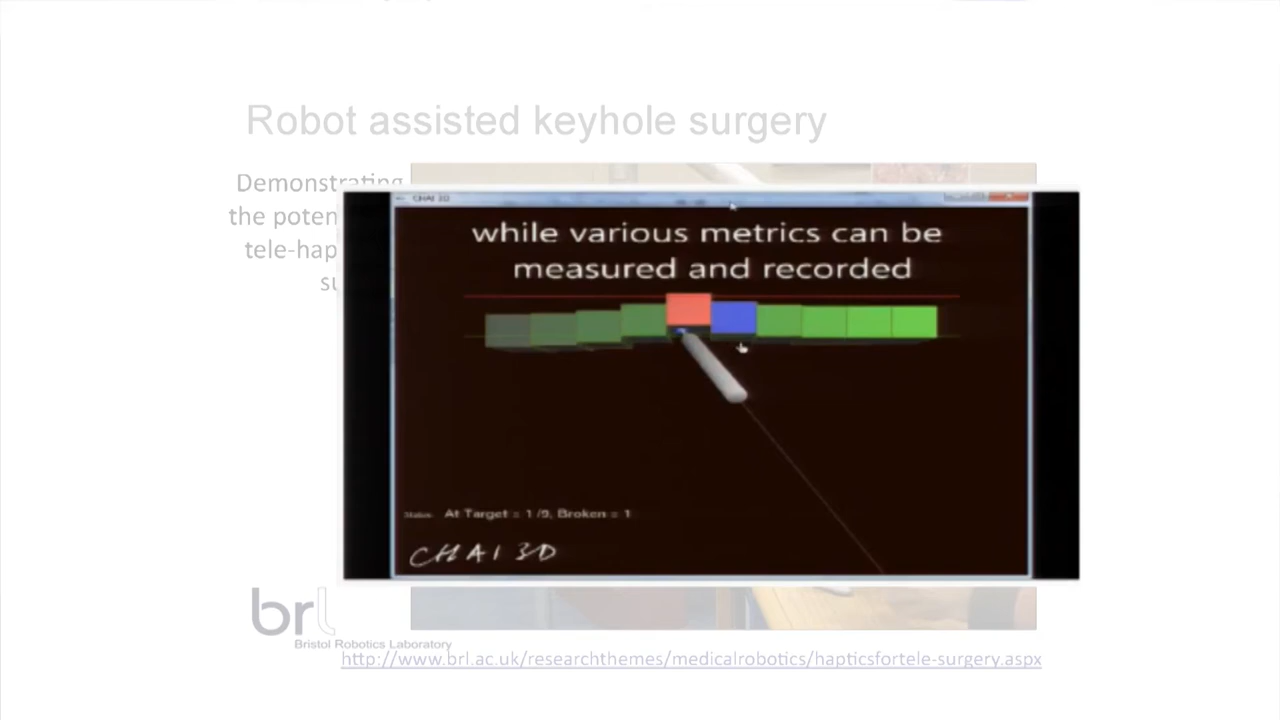 Robot assisted keyhole surgery
Demonstrating
the poten
tele-hap
su
CHAI 3D
while various metrics can be
measured and recorded
At Target = 1 /9, Broken = 1
CHAI 3D
brl
Bristol Robotics Laboratory
http://www.brl.ac.uk/researchthemes/medicalrobotics/hapticsfortele-surgery.aspx